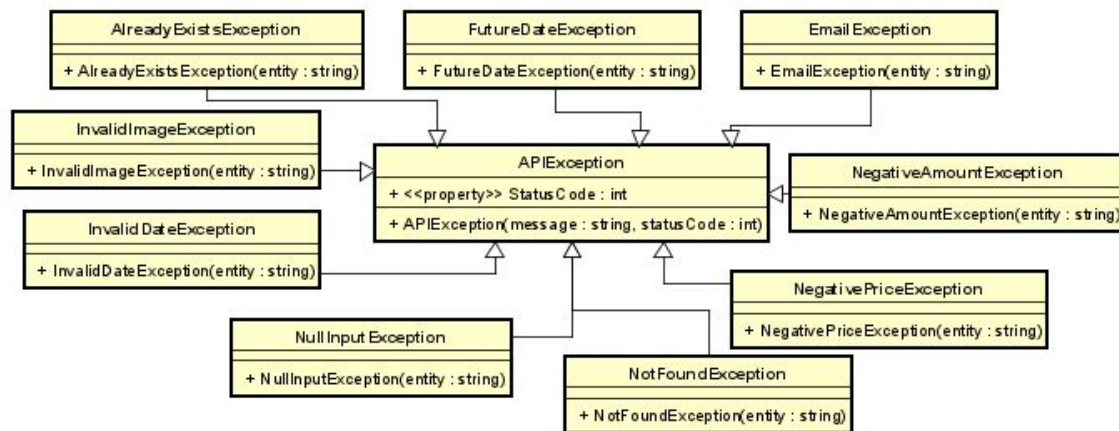 AlreadyExistsException
+ AlreadyExistsException(entity : string)
FutureDateException
+ FutureDateException(entity : string)
EmailException
+ EmailException(entity : string)
InvalidImageException
+ InvalidImageException(entity : string)
APIException
+ <<property>> StatusCode : int
+ APIException(message : string, statusCode : int)
NegativeAmountException
+ NegativeAmountException(entity : string)
InvalidDateException
+ InvalidDateException(entity : string)
NegativePriceException
+ NegativePriceException(entity : string)
NullInputException
+ NullInputException(entity : string)
NotFoundException
+ NotFoundException(entity : string)